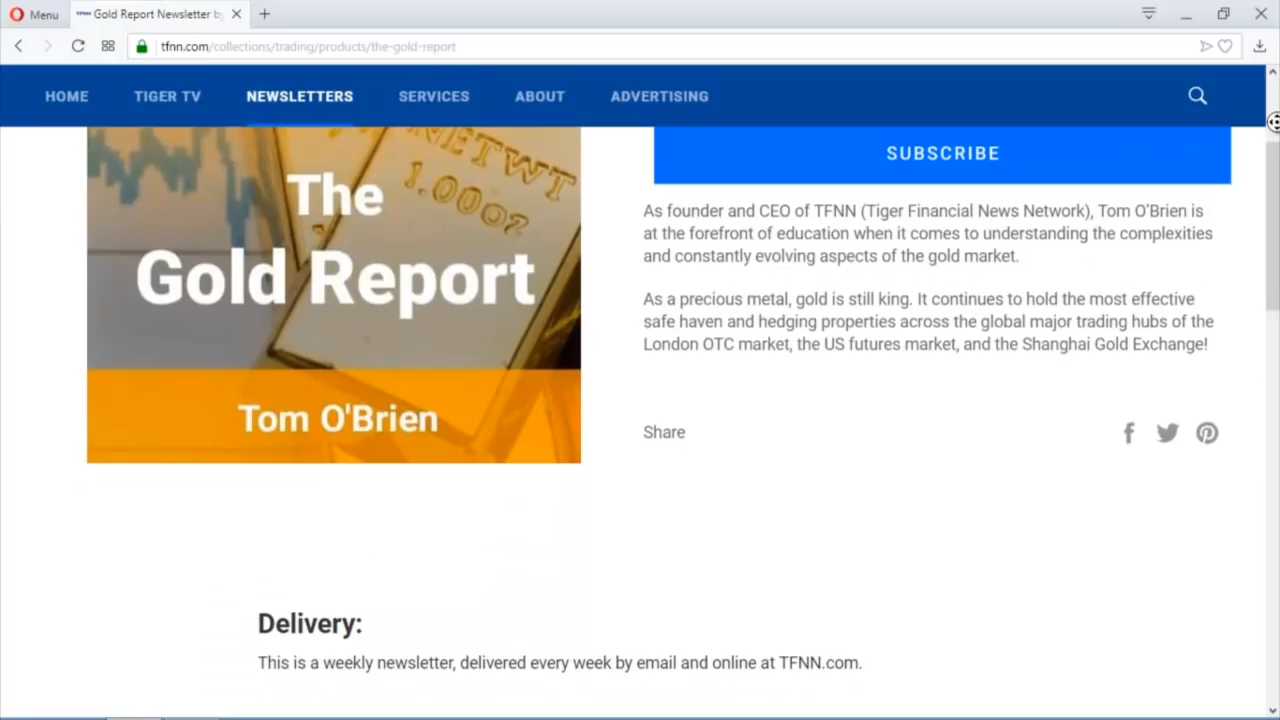 Menu
TFNN Gold Report Newsletter b
tfnn.com/collections/trading/products/the-gold-report
HOME TIGER TV NEWSLETTERS SERVICES ABOUT ADVERTISING
NETWT
1.00OZ
The
Gold Report
Tom O'Brien
SUBSCRIBE
As founder and CEO of TFNN (Tiger Financial News Network), Tom O'Brien is
at the forefront of education when it comes to understanding the complexities
and constantly evolving aspects of the gold market.
As a precious metal, gold is still king. It continues to hold the most effective
safe haven and hedging properties across the global major trading hubs of the
London OTC market, the US futures market, and the Shanghai Gold Exchange!
Share
Delivery:
This is a weekly newsletter, delivered every week by email and online at TFNN.com.